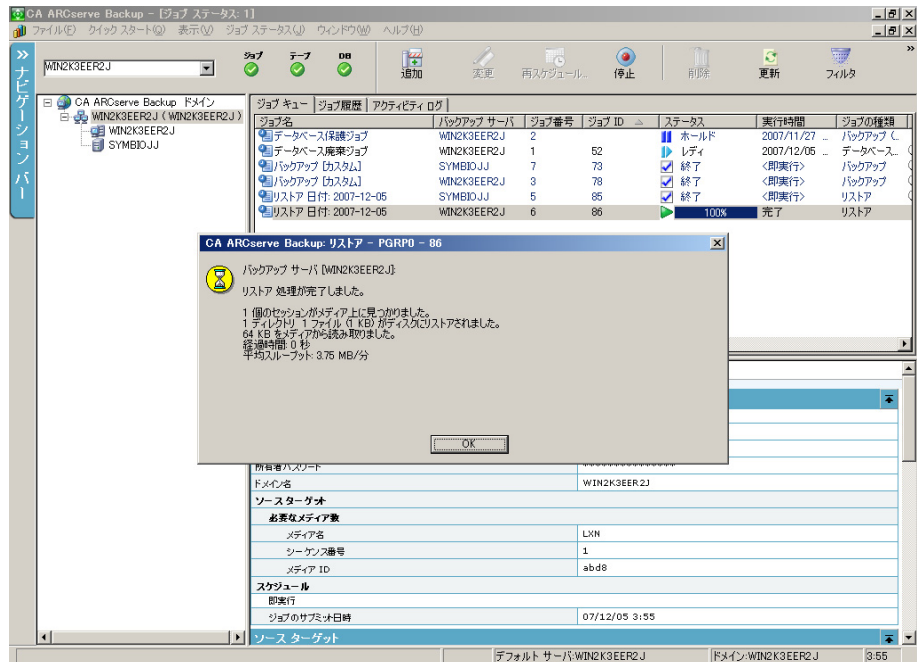 CA ARCserve Backup - [ジョブ ステータス: 1]
ファイル(F) クイック スタート(Q) 表示(V) ジョブ ステータス(J) ウィンドウ(W) ヘルプ(H)
WIN2K3EER2J
ジョブ テープ DB
追加 変更 再スケジュール... 停止 削除 更新 フィルタ
ナビゲーション バー
CA ARCserve Backup ドメイン
WIN2K3EER2J ( WIN2K3EER2J )
WIN2K3EER2J
SYMBIOJJ
ジョブ キュー ジョブ履歴 アクティビティ ログ
ジョブ名 バックアップ サーバ ジョブ番号 ジョブ ID ステータス 実行時間 ジョブの種類
データベース保護ジョブ WIN2K3EER2J 2 ホールド 2007/11/27 ... バックアップ (...
データベース廃棄ジョブ WIN2K3EER2J 1 52 レディ 2007/12/05 ... データベース...
バックアップ [カスタム] SYMBIOJJ 7 73 終了 <即実行> バックアップ
バックアップ [カスタム] WIN2K3EER2J 3 78 終了 <即実行> バックアップ
リストア 日付: 2007-12-05 SYMBIOJJ 5 85 終了 <即実行> リストア
リストア 日付: 2007-12-05 WIN2K3EER2J 6 86 100% 完了 リストア
CA ARCserve Backup: リストア - PGRP0 - 86
バックアップ サーバ [WIN2K3EER2J]:
リストア 処理が完了しました。
1 個のセッションがメディア上に見つかりました。
1 ディレクトリ 1 ファイル (1 KB) がディスクにリストアされました。
64 KB をメディアから読み取りました。
経過時間: 0 秒
平均スループット: 3.75 MB/分
OK
所有者パスワード ****************
ドメイン名 WIN2K3EER2J
ソース ターゲット
必要なメディア数
メディア名 LXN
シーケンス番号 1
メディア ID abd8
スケジュール
即実行
ジョブのサブミット日時 07/12/05 3:55
ソース ターゲット
デフォルト サーバ:WIN2K3EER2J ドメイン:WIN2K3EER2J 3:55